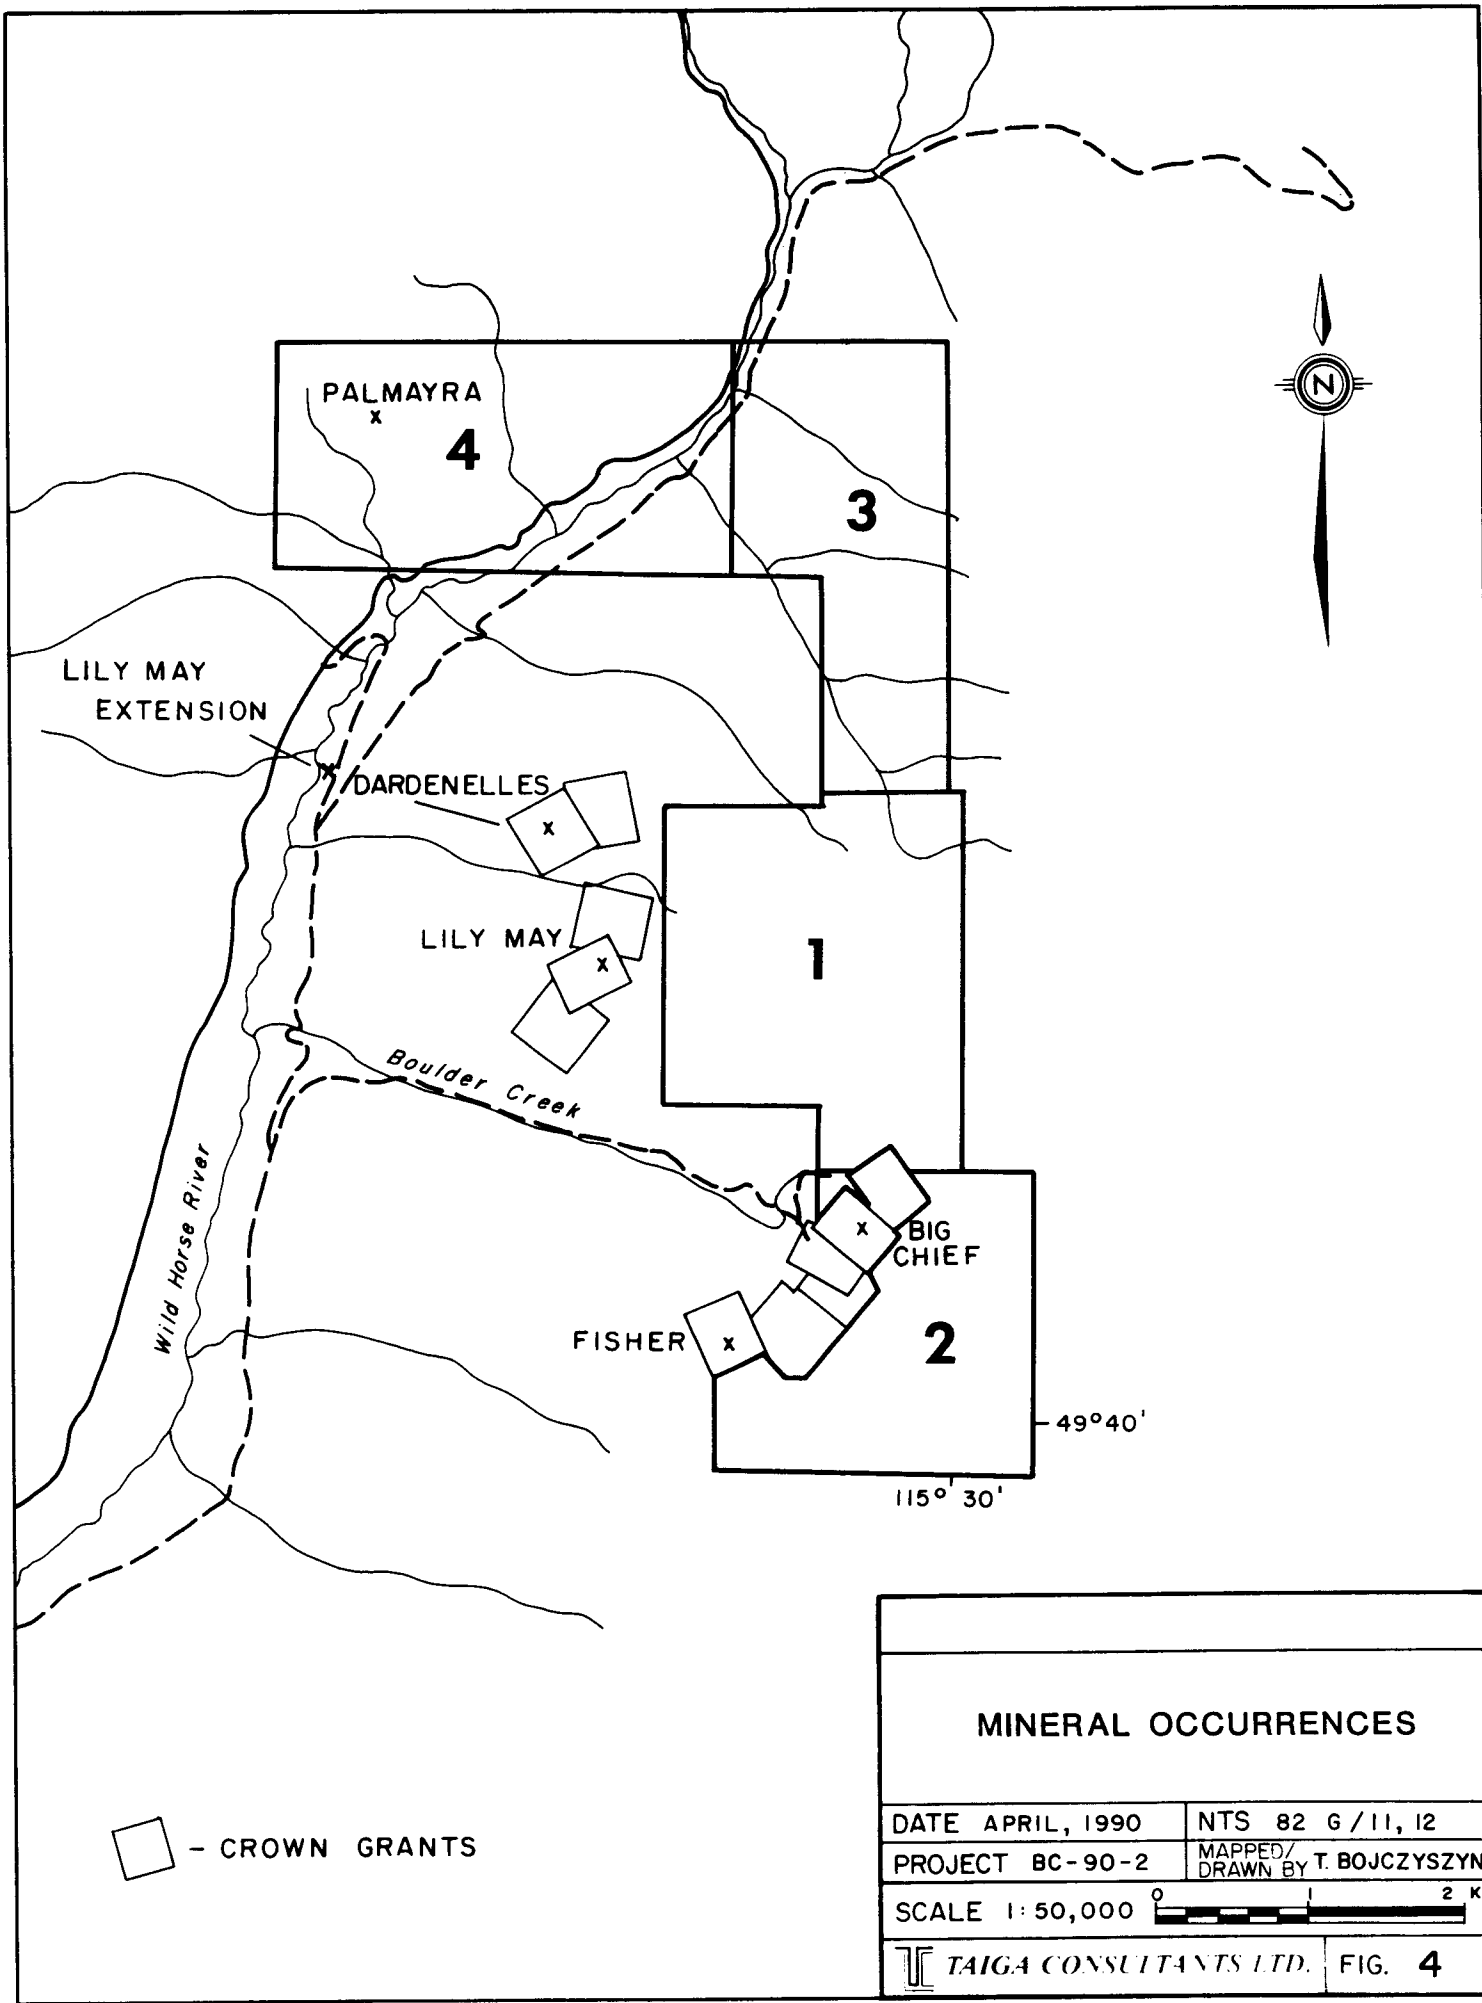 PALMAYRA
x
4
3
N
LILY MAY
EXTENSION
x
DARDENELLES
x
LILY MAY
x
1
Boulder Creek
Wild Horse River
x
BIG
CHIEF
FISHER
x
2
49°40'
115° 30'
MINERAL OCCURRENCES
DATE APRIL, 1990
NTS 82 G/11, 12
PROJECT BC-90-2
MAPPED/
DRAWN BY T. BOJCZYSZYN
SCALE 1:50,000
0 1 2 K
TAIGA CONSULTANTS LTD.
FIG. 4
- CROWN GRANTS